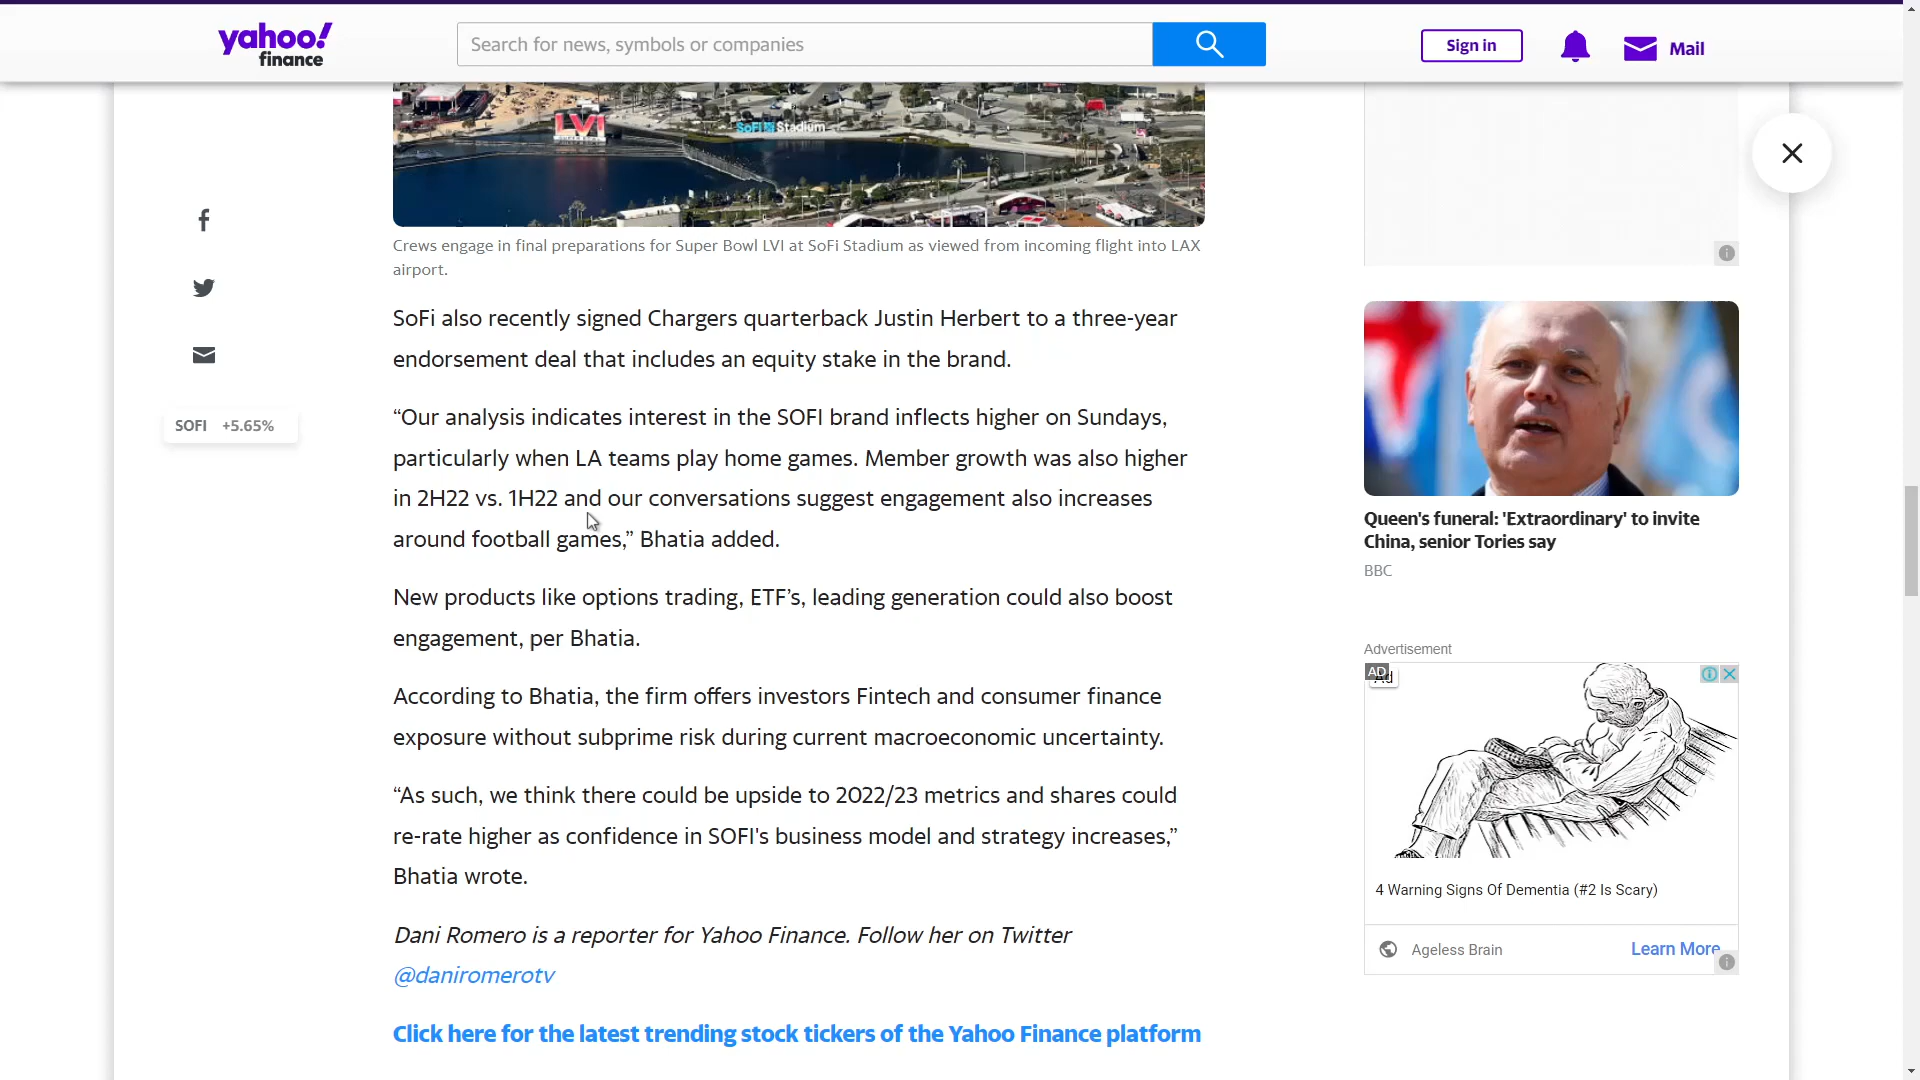 yahoo!
finance
Search for news, symbols or companies
Sign in
Mail
LVI
SoFi Stadium
Crews engage in final preparations for Super Bowl LVI at SoFi Stadium as viewed from incoming flight into LAX
airport.
SOFI +5.65%
SoFi also recently signed Chargers quarterback Justin Herbert to a three-year
endorsement deal that includes an equity stake in the brand.
“Our analysis indicates interest in the SOFI brand inflects higher on Sundays,
particularly when LA teams play home games. Member growth was also higher
in 2H22 vs. 1H22 and our conversations suggest engagement also increases
around football games,” Bhatia added.
New products like options trading, ETF’s, leading generation could also boost
engagement, per Bhatia.
According to Bhatia, the firm offers investors Fintech and consumer finance
exposure without subprime risk during current macroeconomic uncertainty.
“As such, we think there could be upside to 2022/23 metrics and shares could
re-rate higher as confidence in SOFI's business model and strategy increases,”
Bhatia wrote.
Dani Romero is a reporter for Yahoo Finance. Follow her on Twitter
@daniromerotv
Click here for the latest trending stock tickers of the Yahoo Finance platform
Queen's funeral: 'Extraordinary' to invite
China, senior Tories say
BBC
Advertisement
AD
Ad
4 Warning Signs Of Dementia (#2 Is Scary)
Ageless Brain
Learn More